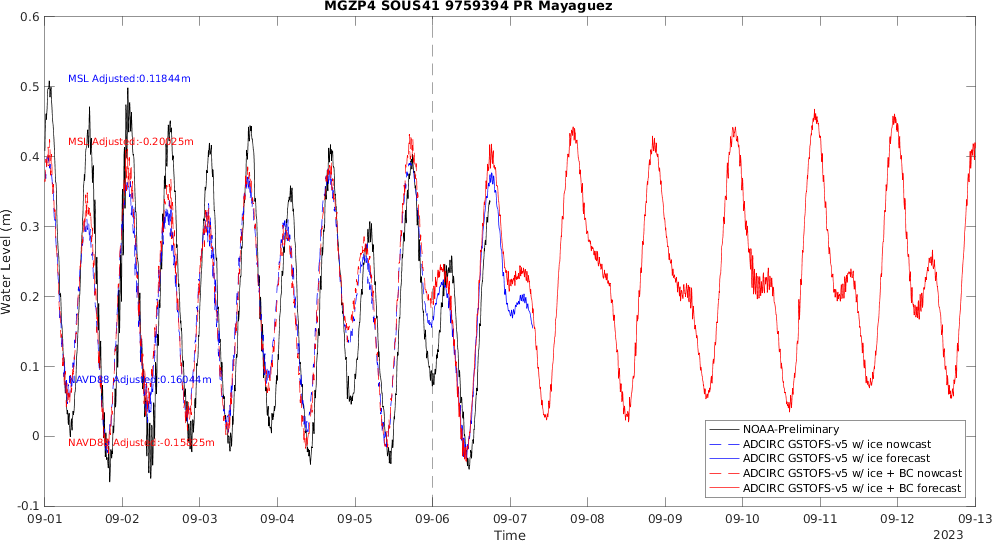 MGZP4 SOUS41 9759394 PR Mayaguez
Water Level (m)
0.6
0.5
0.4
0.3
0.2
0.1
0
-0.1
MSL Adjusted:0.11844m
MSL Adjusted:-0.20625m
NAVD88 Adjusted:0.16044m
NAVD88 Adjusted:-0.15825m
NOAA-Preliminary
ADCIRC GSTOFS-v5 w/ ice nowcast
ADCIRC GSTOFS-v5 w/ ice forecast
ADCIRC GSTOFS-v5 w/ ice + BC nowcast
ADCIRC GSTOFS-v5 w/ ice + BC forecast
09-01 09-02 09-03 09-04 09-05 09-06 09-07 09-08 09-09 09-10 09-11 09-12 09-13
Time
2023